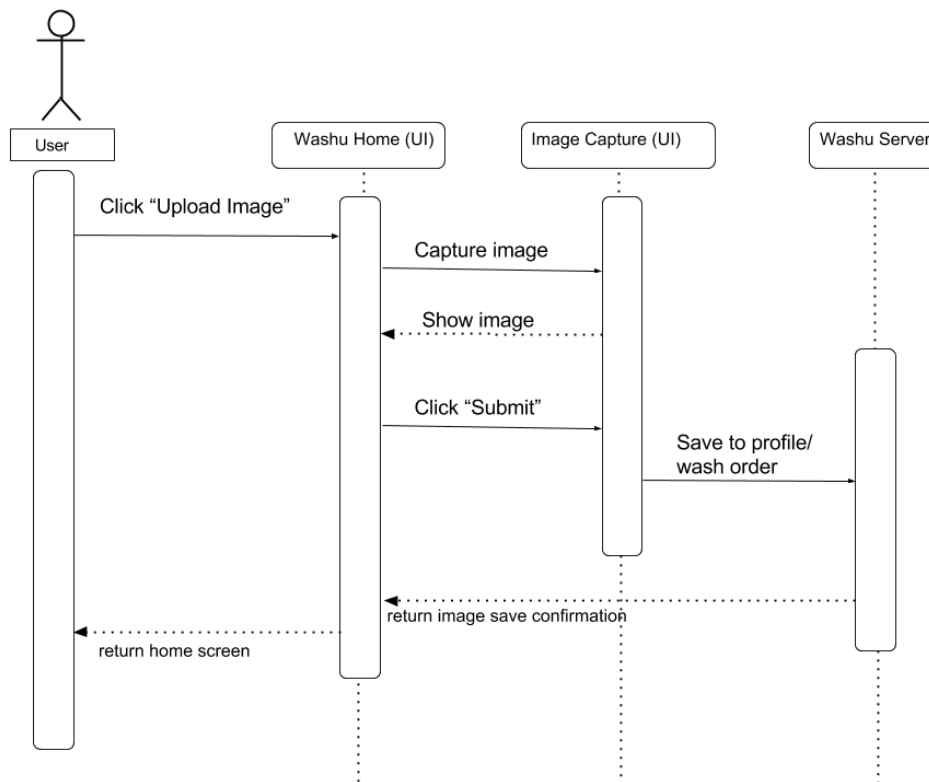 User
Washu Home (UI)
Image Capture (UI)
Washu Server
Click “Upload Image”
Capture image
Show image
Click “Submit”
Save to profile/
wash order
return image save confirmation
return home screen